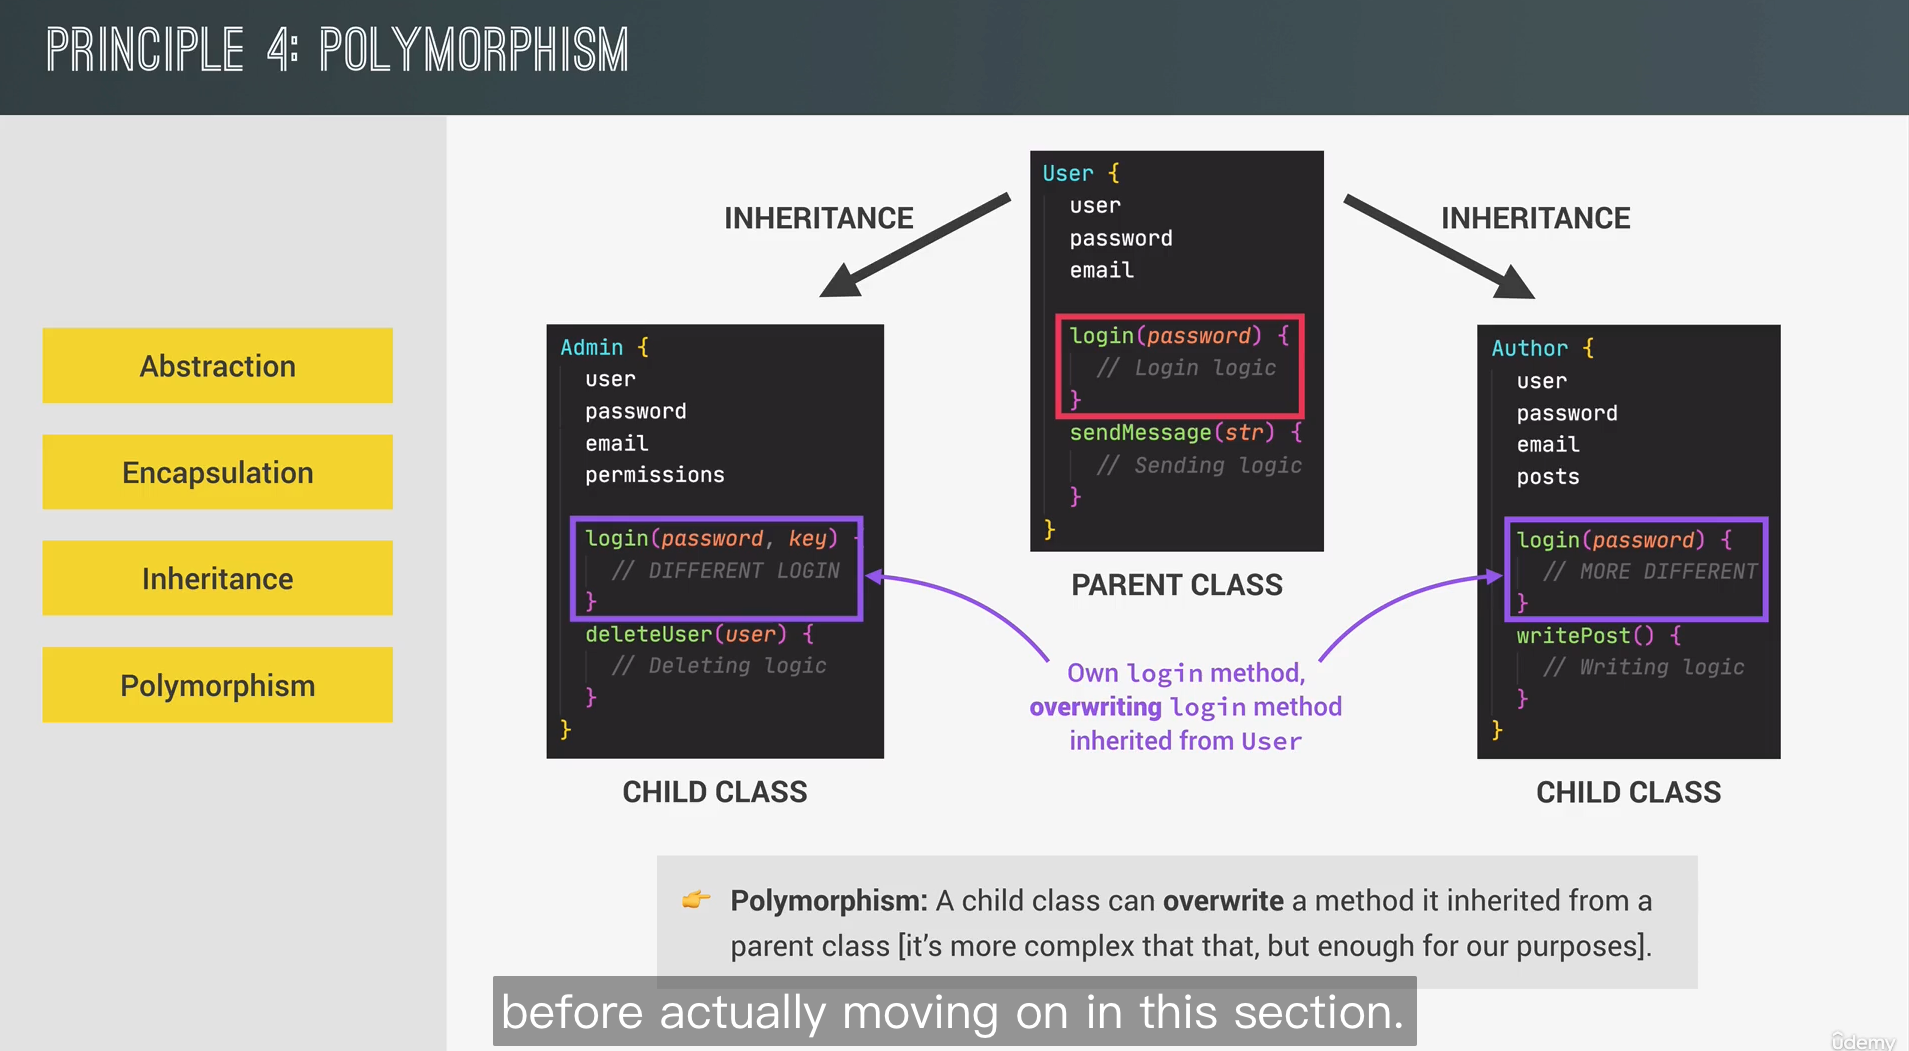 PRINCIPLE 4: POLYMORPHISM
Abstraction
Encapsulation
Inheritance
Polymorphism
INHERITANCE
INHERITANCE
User {
user
password
email
login(password) {
// Login logic
}
sendMessage(str) {
// Sending logic
}
}
PARENT CLASS
Admin {
user
password
email
permissions
login(password, key) {
// DIFFERENT LOGIN
}
deleteUser(user) {
// Deleting logic
}
}
CHILD CLASS
Own login method,
overwriting login method
inherited from User
Author {
user
password
email
posts
login(password) {
// MORE DIFFERENT
}
writePost() {
// Writing logic
}
}
CHILD CLASS
👉 Polymorphism: A child class can overwrite a method it inherited from a
parent class [it’s more complex that that, but enough for our purposes].
before actually moving on in this section.
ûdemy